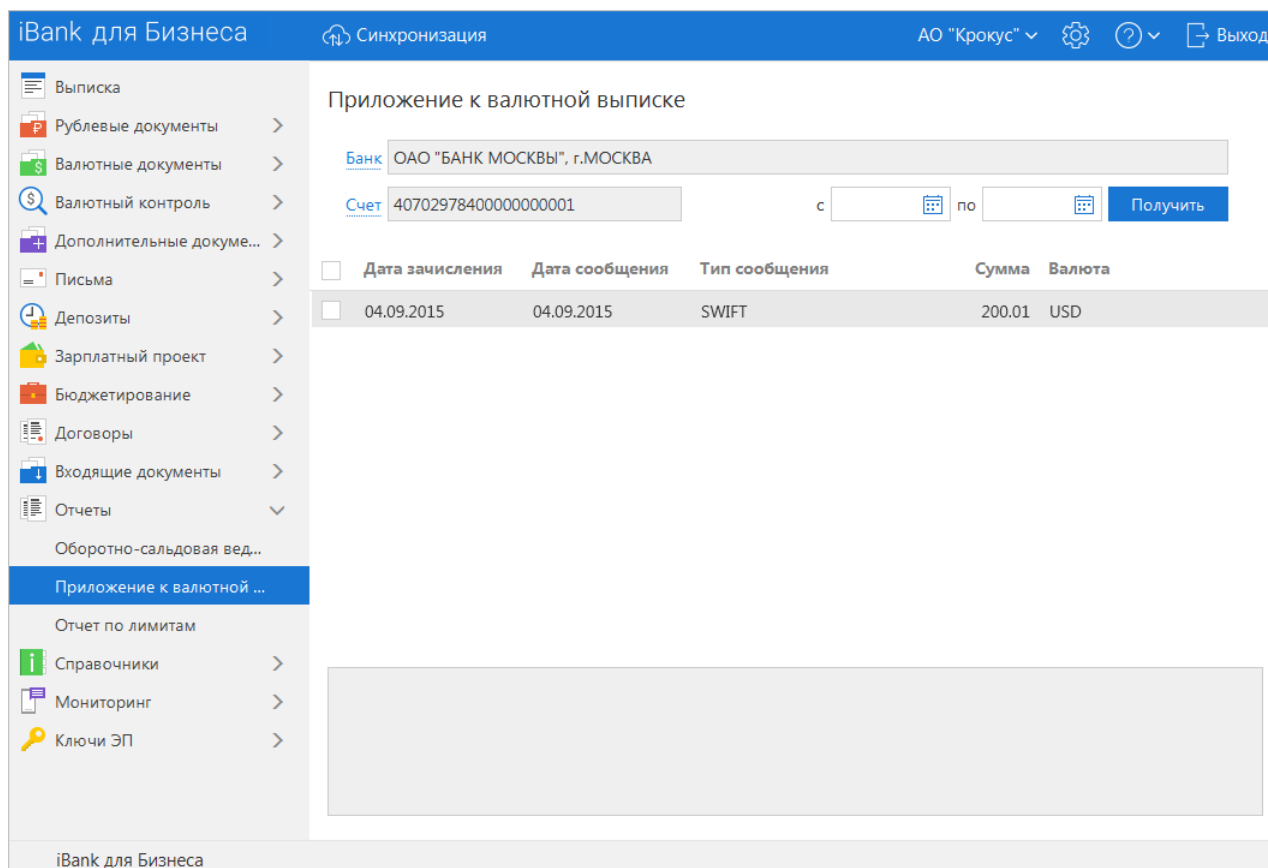 iBank для Бизнеса
Синхронизация
АО "Крокус"
Выход
Выписка
Рублевые документы
Валютные документы
Валютный контроль
Дополнительные докуме...
Письма
Депозиты
Зарплатный проект
Бюджетирование
Договоры
Входящие документы
Отчеты
Оборотно-сальдовая вед...
Приложение к валютной ...
Отчет по лимитам
Справочники
Мониторинг
Ключи ЭП
Приложение к валютной выписке
Банк ОАО "БАНК МОСКВЫ", г.МОСКВА
Счет 40702978400000000001 с по Получить
Дата зачисления Дата сообщения Тип сообщения Сумма Валюта
04.09.2015 04.09.2015 SWIFT 200.01 USD
iBank для Бизнеса